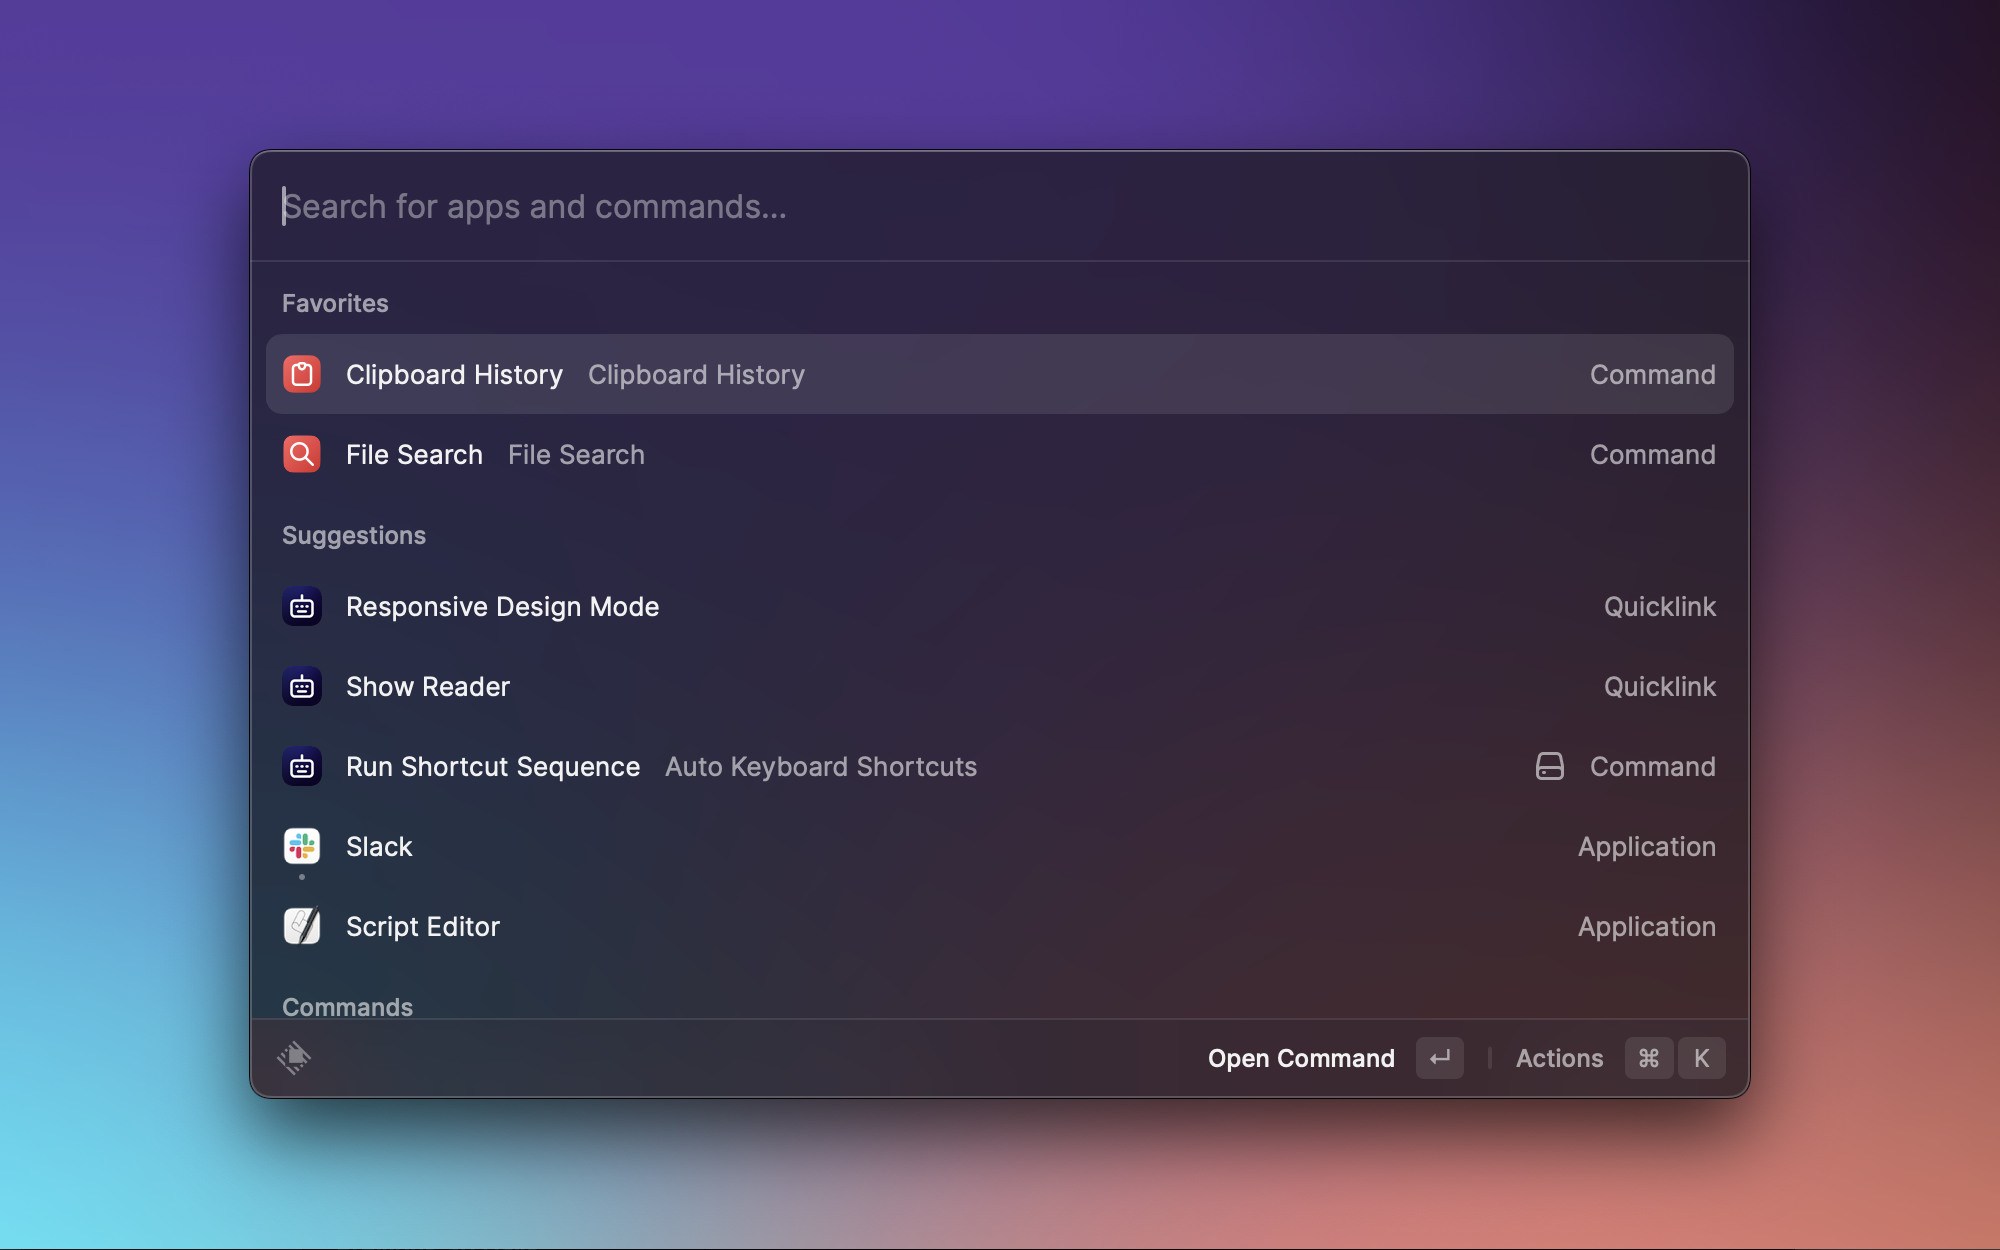 Search for apps and commands...
Favorites
Clipboard History Clipboard History Command
File Search File Search Command
Suggestions
Responsive Design Mode Quicklink
Show Reader Quicklink
Run Shortcut Sequence Auto Keyboard Shortcuts Command
Slack Application
Script Editor Application
Commands
Open Command ↵ Actions ⌘ K